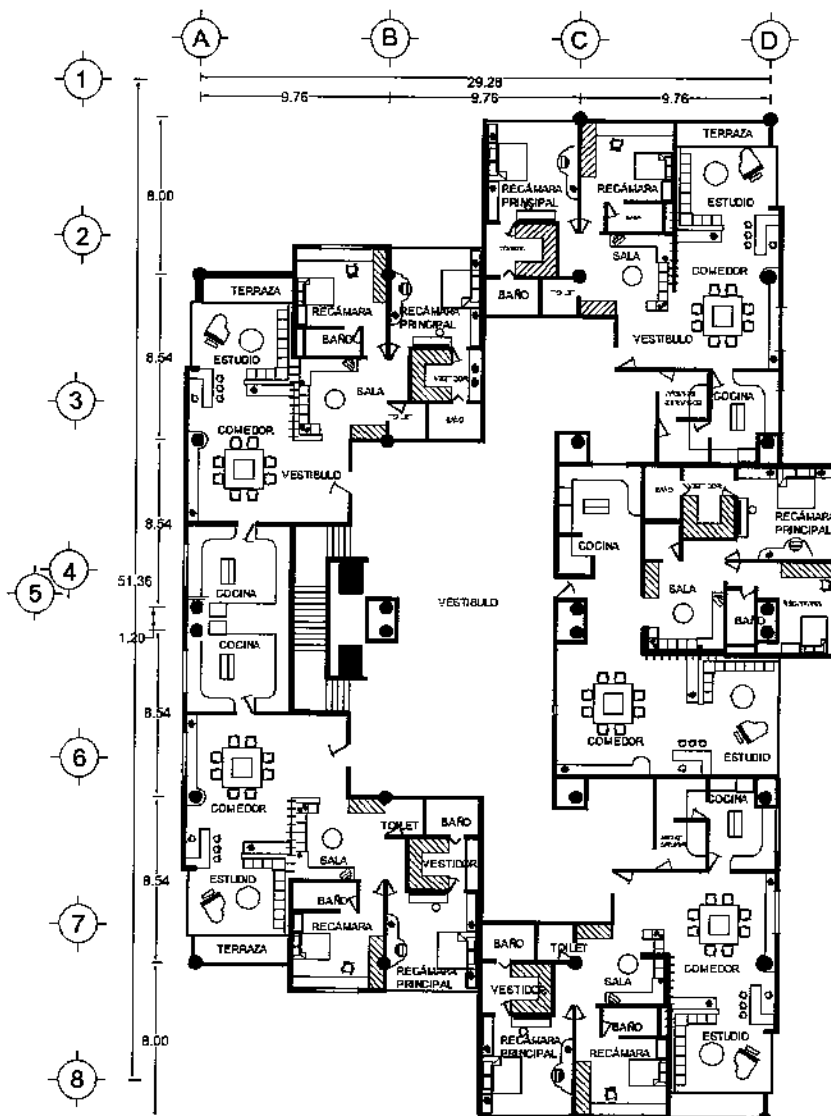 A B C D
1
29.28
9.76 9.76 9.76
TERRAZA
8.00
RECÁMARA
PRINCIPAL
RECÁMARA
ESTUDIO
2
SALA
COMEDOR
TERRAZA
BAÑO
RECÁMARA
RECÁMARA
PRINCIPAL
BAÑO
ESTUDIO
VESTIBULO
8.54
3
SALA
COCINA
COMEDOR
BAÑO
VESTIBULO
BAÑO
RECÁMARA
PRINCIPAL
8.54
COCINA
4
51.36
SALA
5
COCINA
VESTIBULO
BAÑO
1.20
COCINA
8.54
COMEDOR
ESTUDIO
6
COMEDOR
COCINA
TOILET
BAÑO
SALA
VESTIDOR
8.54
ESTUDIO
BAÑO
7
RECÁMARA
BAÑO
TOILET
TERRAZA
RECÁMARA
PRINCIPAL
SALA
COMEDOR
VESTIDOR
8.00
BAÑO
ESTUDIO
RECÁMARA
PRINCIPAL
RECÁMARA
8